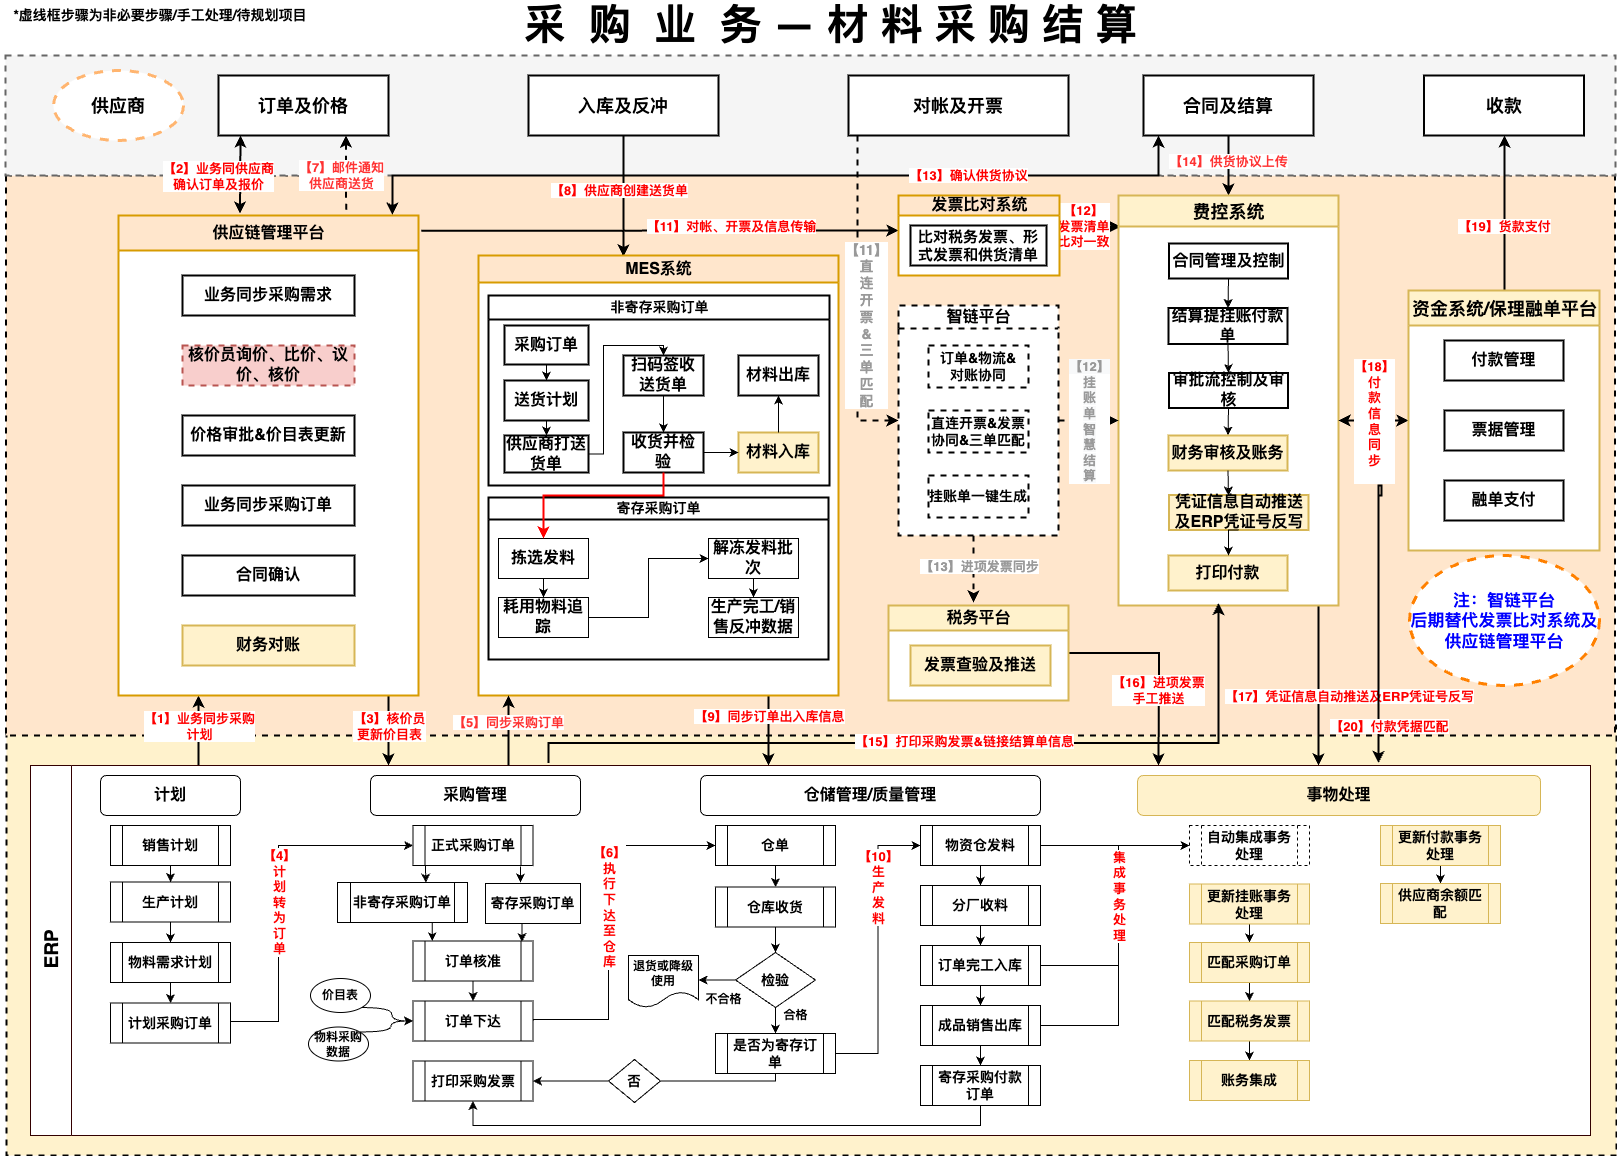 *虚线框步骤为非必要步骤/手工处理/待规划项目
采 购 业 务 — 材 料 采 购 结 算
供应商
订单及价格
入库及反冲
对帐及开票
合同及结算
收款
【2】业务同供应商
确认订单及报价
【7】邮件通知
供应商送货
【8】供应商创建送货单
【13】确认供货协议
【14】供货协议上传
【11】对帐、开票及信息传输
【12】
发票清单
比对一致
【19】货款支付
供应链管理平台
业务同步采购需求
核价员询价、比价、议
价、核价
价格审批&价目表更新
业务同步采购订单
合同确认
财务对账
MES系统
非寄存采购订单
采购订单
送货计划
供应商打送
货单
扫码签收
送货单
收货并检
验
材料出库
材料入库
寄存采购订单
拣选发料
耗用物料追
踪
解冻发料批
次
生产完工/销
售反冲数据
【11】
直
连
开
票
&
三
单
匹
配
发票比对系统
比对税务发票、形
式发票和供货清单
智链平台
订单&物流&
对账协同
直连开票&发票
协同&三单匹配
挂账单一键生成
【12】
挂
账
单
智
慧
结
算
【13】进项发票同步
税务平台
发票查验及推送
费控系统
合同管理及控制
结算提挂账付款
单
审批流控制及审
核
财务审核及账务
凭证信息自动推送
及ERP凭证号反写
打印付款
【18】
付
款
信
息
同
步
资金系统/保理融单平台
付款管理
票据管理
融单支付
注：智链平台
后期替代发票比对系统及
供应链管理平台
【1】业务同步采购
计划
【3】核价员
更新价目表
【5】同步采购订单
【9】同步订单出入库信息
【15】打印采购发票&链接结算单信息
【16】进项发票
手工推送
【17】凭证信息自动推送及ERP凭证号反写
【20】付款凭据匹配
ERP
计划
销售计划
生产计划
物料需求计划
计划采购订单
【4】
计
划
转
为
订
单
采购管理
正式采购订单
非寄存采购订单
寄存采购订单
订单核准
价目表
物料采购
数据
订单下达
打印采购发票
【6】
执
行
下
达
至
仓
库
仓储管理/质量管理
仓单
仓库收货
检验
退货或降级
使用
不合格
合格
是否为寄存订
单
否
【10】
生
产
发
料
物资仓发料
分厂收料
订单完工入库
成品销售出库
寄存采购付款
订单
集
成
事
务
处
理
事物处理
自动集成事务
处理
更新挂账事务
处理
匹配采购订单
匹配税务发票
账务集成
更新付款事务
处理
供应商余额匹
配